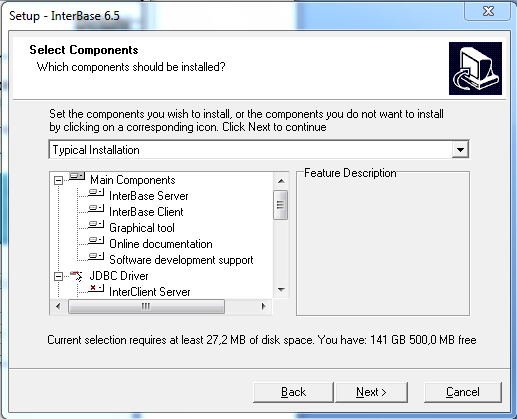 Setup - InterBase 6.5
Select Components
Which components should be installed?
Set the components you wish to install, or the components you do not want to install
by clicking on a corresponding icon. Click Next to continue
Typical Installation
Main Components
InterBase Server
InterBase Client
Graphical tool
Online documentation
Software development support
JDBC Driver
InterClient Server
Feature Description
Current selection requires at least 27,2 MB of disk space. You have: 141 GB 500,0 MB free
Back
Next >
Cancel